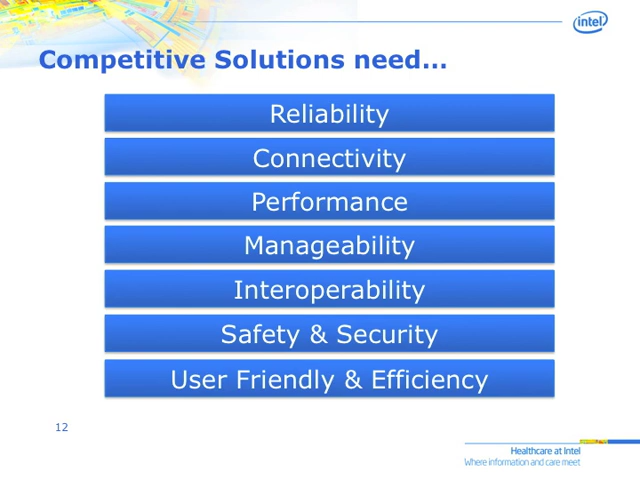 intel
Competitive Solutions need...
Reliability
Connectivity
Performance
Manageability
Interoperability
Safety & Security
User Friendly & Efficiency
12
Healthcare at Intel
Where information and care meet